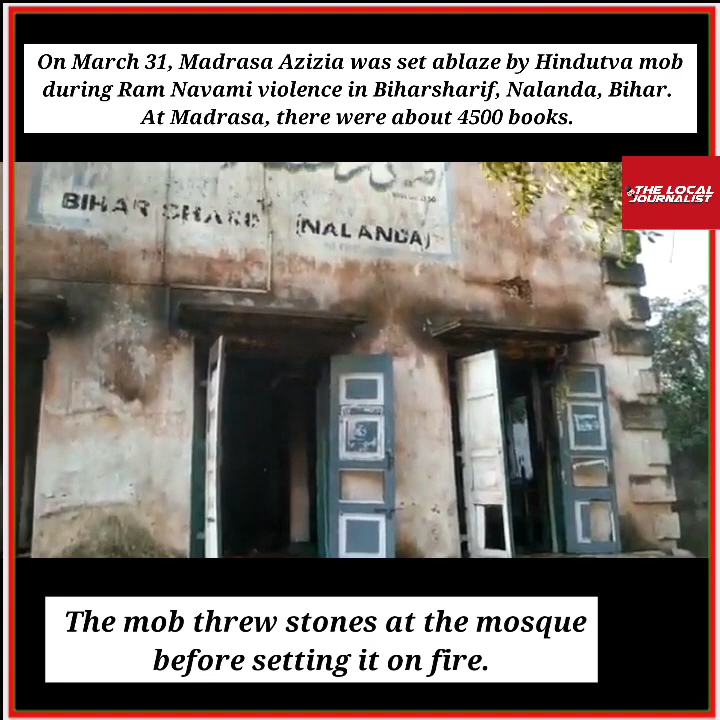 On March 31, Madrasa Azizia was set ablaze by Hindutva mob
during Ram Navami violence in Biharsharif, Nalanda, Bihar.
At Madrasa, there were about 4500 books.
THE LOCAL
JOURNALIST
BIHAR SHARIF (NALANDA)
The mob threw stones at the mosque
before setting it on fire.